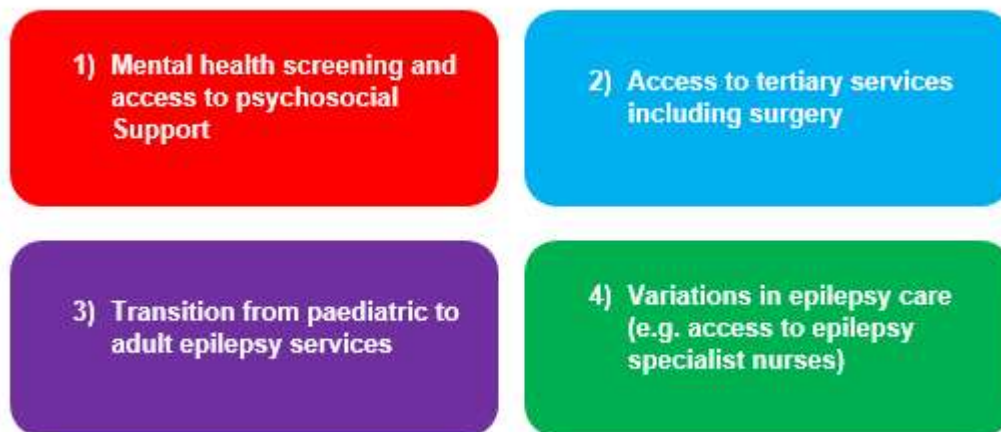 1) Mental health screening and
access to psychosocial
Support
2) Access to tertiary services
including surgery
3) Transition from paediatric to
adult epilepsy services
4) Variations in epilepsy care
(e.g. access to epilepsy
specialist nurses)